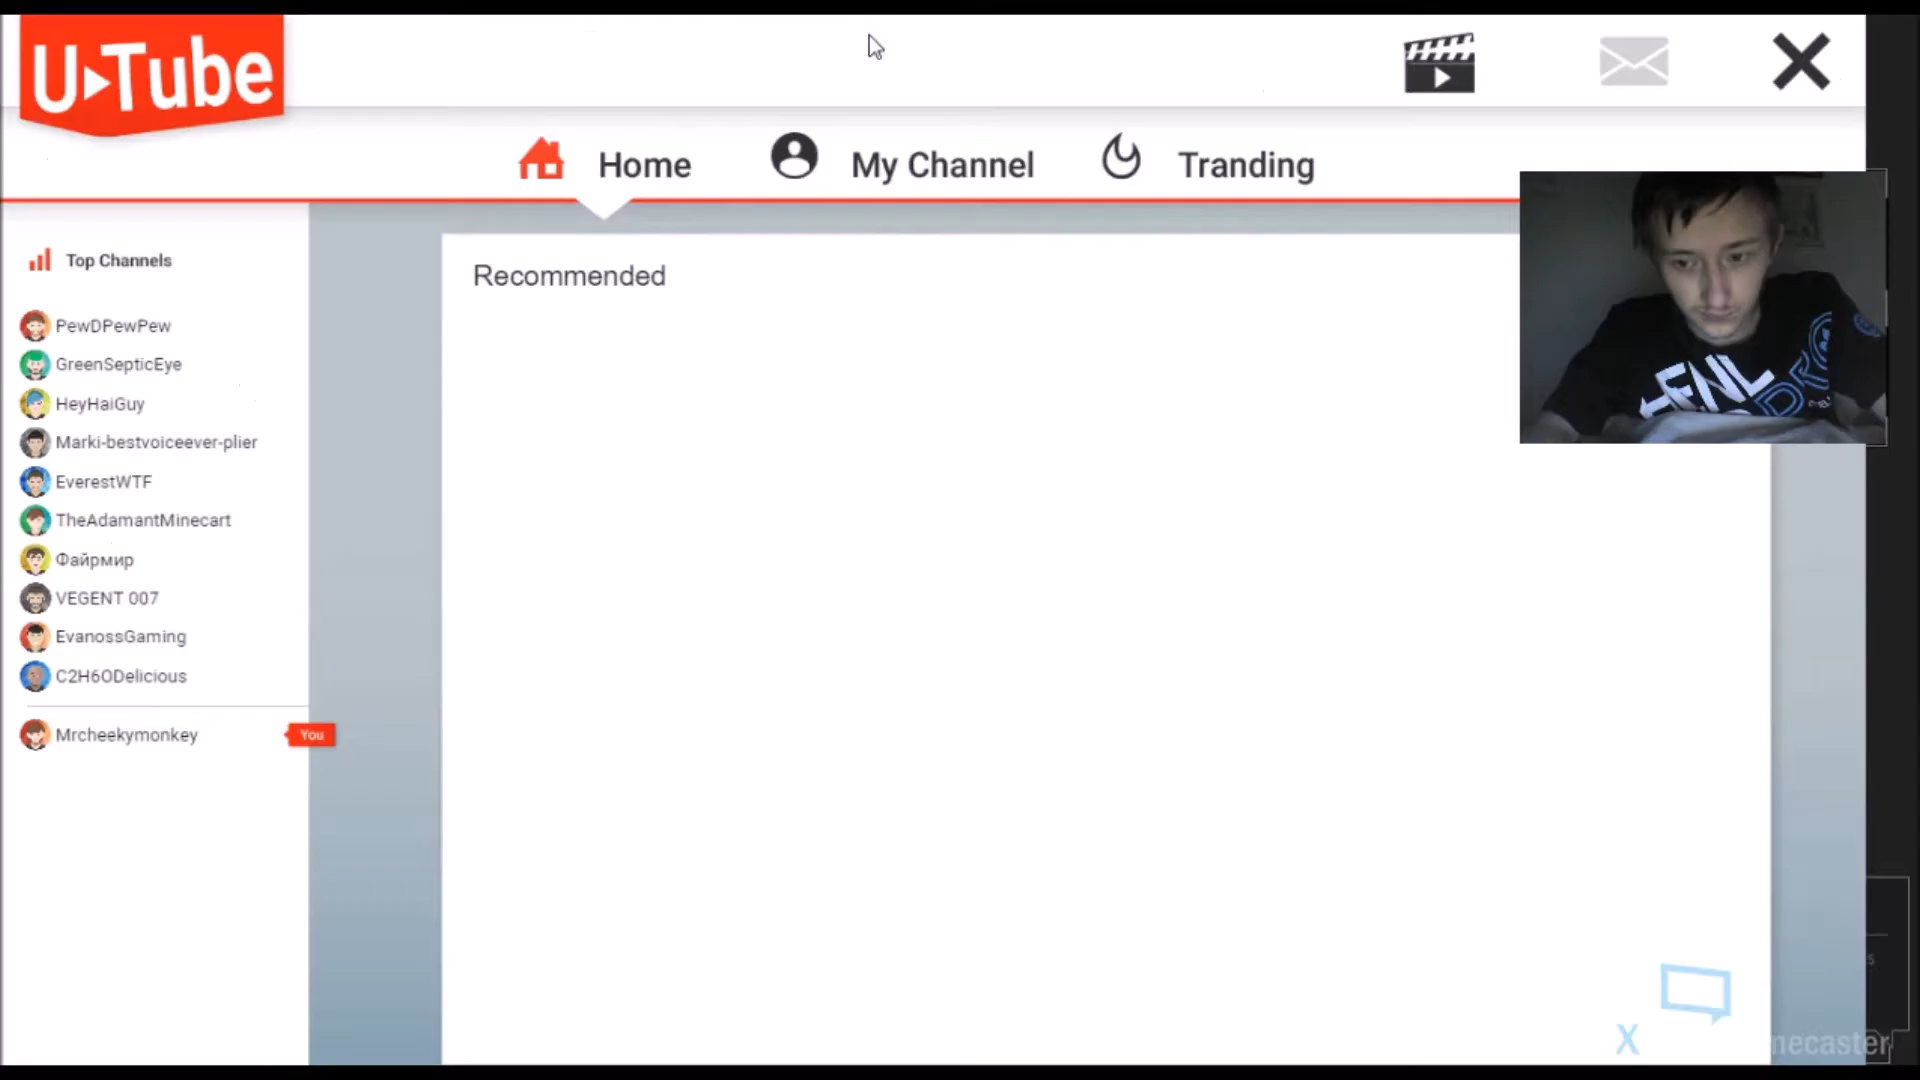 U Tube
Home
My Channel
Tranding
Top Channels
Recommended
PewDPewPew
GreenSepticEye
HeyHaiGuy
Marki-bestvoiceever-plier
EverestWTF
TheAdamantMinecart
Файрмир
VEGENT 007
EvanossGaming
C2H6ODelicious
Mrcheekymonkey
You
X